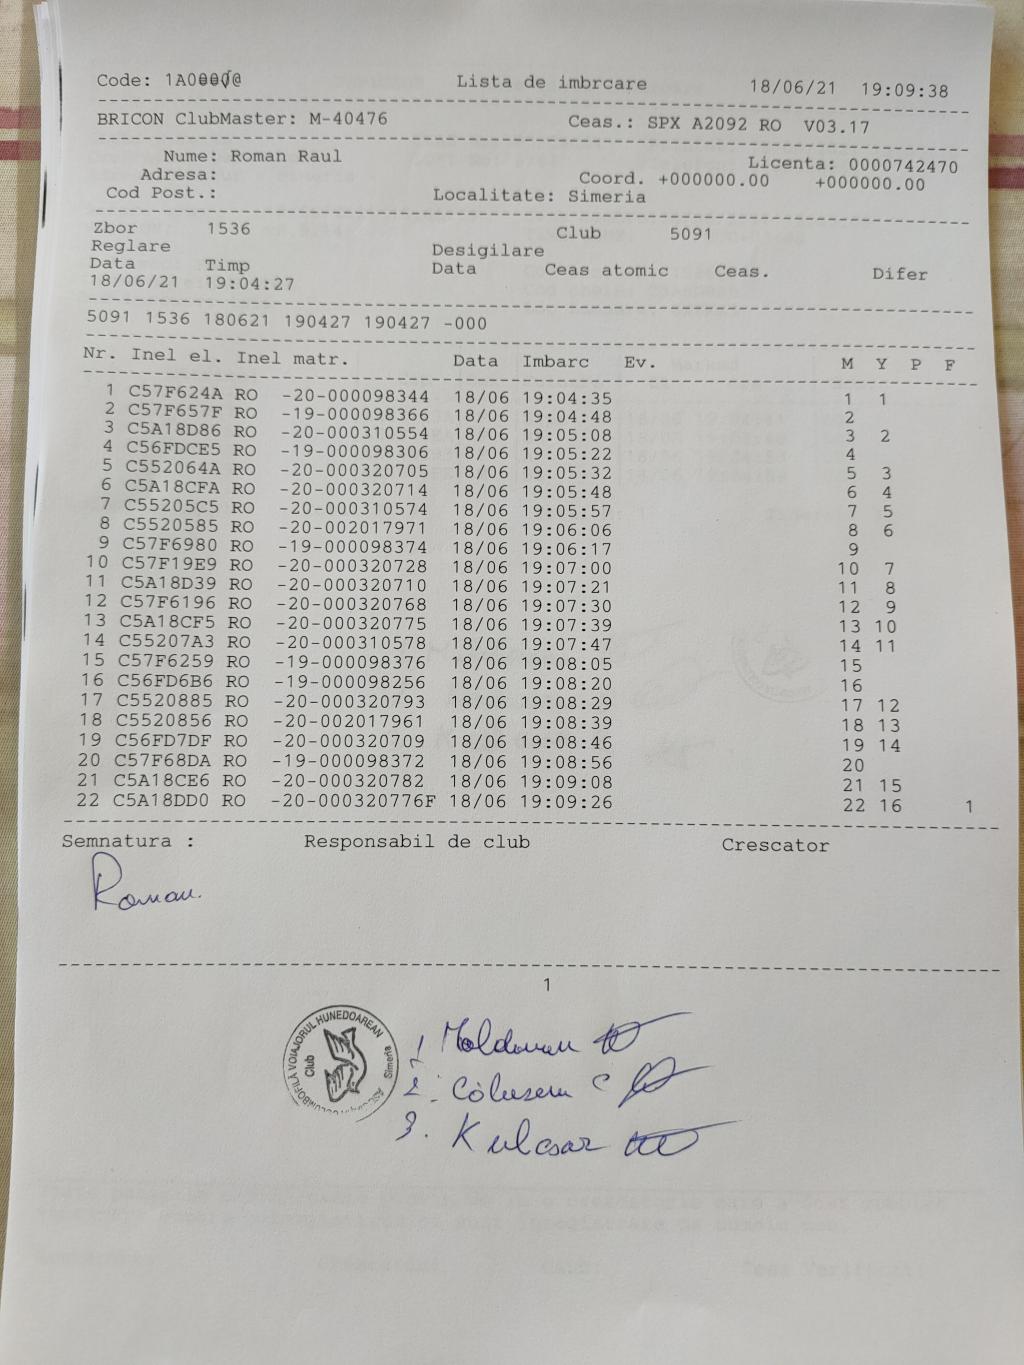 Code: 1A0000@ Lista de imbrcare 18/06/21 19:09:38
BRICON ClubMaster: M-40476 Ceas.: SPX A2092 RO V03.17
Nume: Roman Raul Licenta: 0000742470
Adresa: Coord. +000000.00 +000000.00
Cod Post.: Localitate: Simeria
Zbor 1536 Club 5091
Reglare Desigilare
Data Timp Data Ceas atomic Ceas. Difer
18/06/21 19:04:27
5091 1536 180621 190427 190427 -000
Nr. Inel el. Inel matr. Data Imbarc Ev. M Y P F
1 C57F624A RO -20-000098344 18/06 19:04:35 1 1
2 C57F657F RO -19-000098366 18/06 19:04:48 2
3 C5A18D86 RO -20-000310554 18/06 19:05:08 3 2
4 C56FDCE5 RO -19-000098306 18/06 19:05:22 4
5 C552064A RO -20-000320705 18/06 19:05:32 5 3
6 C5A18CFA RO -20-000320714 18/06 19:05:48 6 4
7 C55205C5 RO -20-000310574 18/06 19:05:57 7 5
8 C5520585 RO -20-002017971 18/06 19:06:06 8 6
9 C57F6980 RO -19-000098374 18/06 19:06:17 9
10 C57F19E9 RO -20-000320728 18/06 19:07:00 10 7
11 C5A18D39 RO -20-000320710 18/06 19:07:21 11 8
12 C57F6196 RO -20-000320768 18/06 19:07:30 12 9
13 C5A18CF5 RO -20-000320775 18/06 19:07:39 13 10
14 C55207A3 RO -20-000310578 18/06 19:07:47 14 11
15 C57F6259 RO -19-000098376 18/06 19:08:05 15
16 C56FD6B6 RO -19-000098256 18/06 19:08:20 16
17 C5520885 RO -20-000320793 18/06 19:08:29 17 12
18 C5520856 RO -20-002017961 18/06 19:08:39 18 13
19 C56FD7DF RO -20-000320709 18/06 19:08:46 19 14
20 C57F68DA RO -19-000098372 18/06 19:08:56 20
21 C5A18CE6 RO -20-000320782 18/06 19:09:08 21 15
22 C5A18DD0 RO -20-000320776F 18/06 19:09:26 22 16 1
Semnatura : Responsabil de club Crescator
Roman
1
VOIAJORUL HUNEDOAREAN
Club
Simeria
1. Moldovan
2.
3. Kulcsar